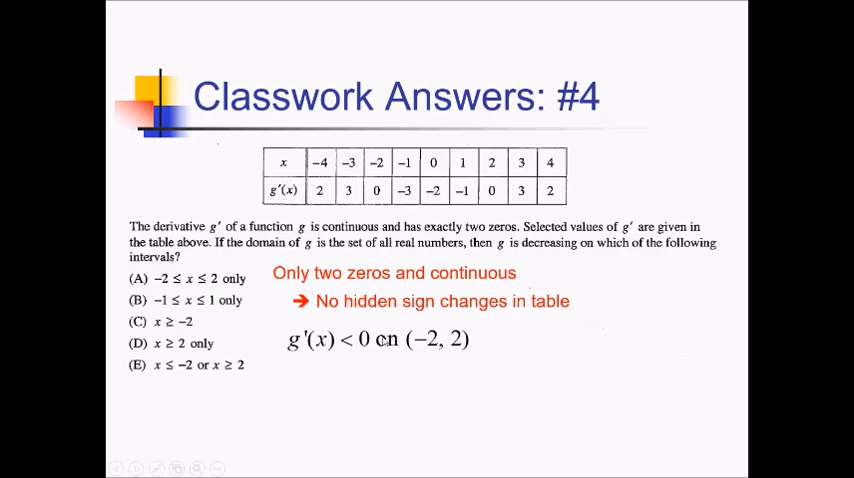 Classwork Answers: #4
x −4 −3 −2 −1 0 1 2 3 4
g′(x) 2 3 0 −3 −2 −1 0 3 2
The derivative g′ of a function g is continuous and has exactly two zeros. Selected values of g′ are given in
the table above. If the domain of g is the set of all real numbers, then g is decreasing on which of the following
intervals?
(A) −2 ≤ x ≤ 2 only
Only two zeros and continuous
(B) −1 ≤ x ≤ 1 only
➔ No hidden sign changes in table
(C) x ≥ −2
(D) x ≥ 2 only
g'(x) < 0 on (−2, 2)
(E) x ≤ −2 or x ≥ 2